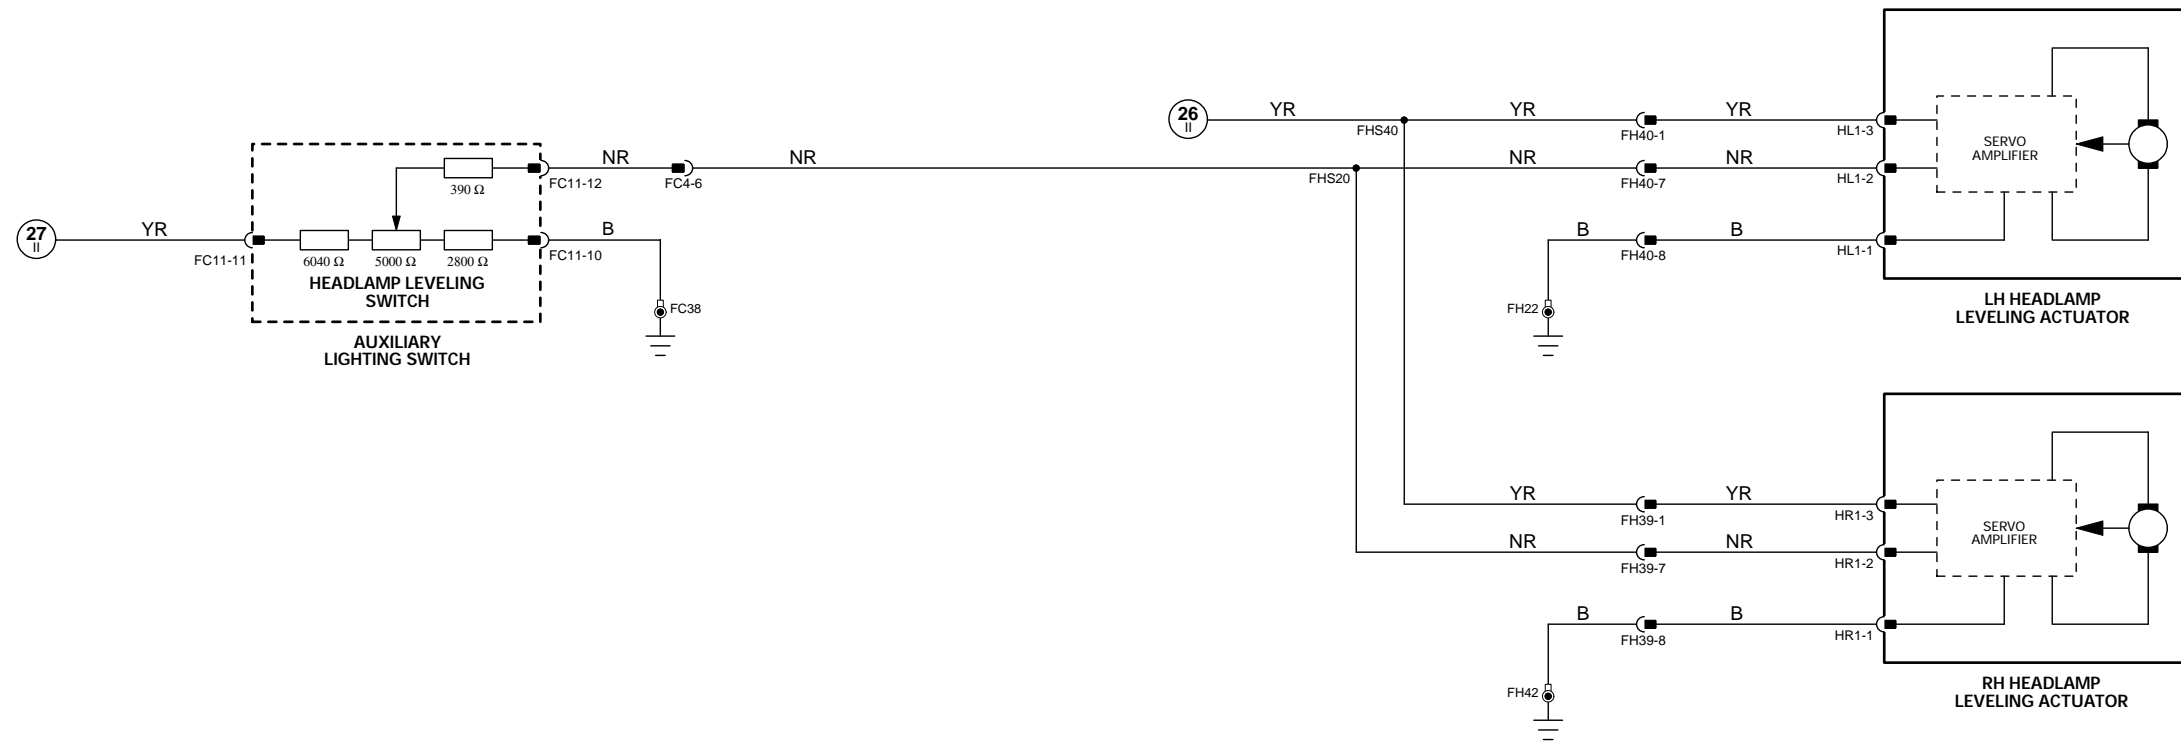 27
II
YR
FC11-11
6040 Ω
5000 Ω
2800 Ω
390 Ω
HEADLAMP LEVELING
SWITCH
AUXILIARY
LIGHTING SWITCH
FC11-12
NR
FC4-6
NR
FC11-10
B
FC38
26
II
YR
FHS40
FHS20
YR
FH40-1
YR
HL1-3
NR
FH40-7
NR
HL1-2
B
FH40-8
B
HL1-1
FH22
SERVO
AMPLIFIER
LH HEADLAMP
LEVELING ACTUATOR
YR
FH39-1
YR
HR1-3
NR
FH39-7
NR
HR1-2
B
FH39-8
B
HR1-1
FH42
SERVO
AMPLIFIER
RH HEADLAMP
LEVELING ACTUATOR